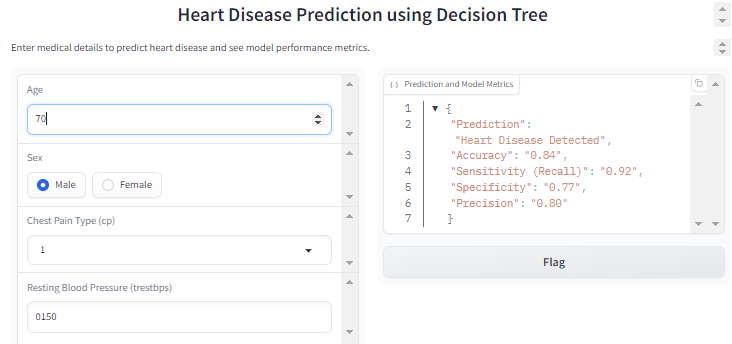 Heart Disease Prediction using Decision Tree
Enter medical details to predict heart disease and see model performance metrics.
Age
70
Sex
Male
Female
Chest Pain Type (cp)
1
Resting Blood Pressure (trestbps)
0150
{ } Prediction and Model Metrics
1 ▼ {
2 "Prediction":
"Heart Disease Detected",
3 "Accuracy": "0.84",
4 "Sensitivity (Recall)": "0.92",
5 "Specificity": "0.77",
6 "Precision": "0.80"
7 }
Flag